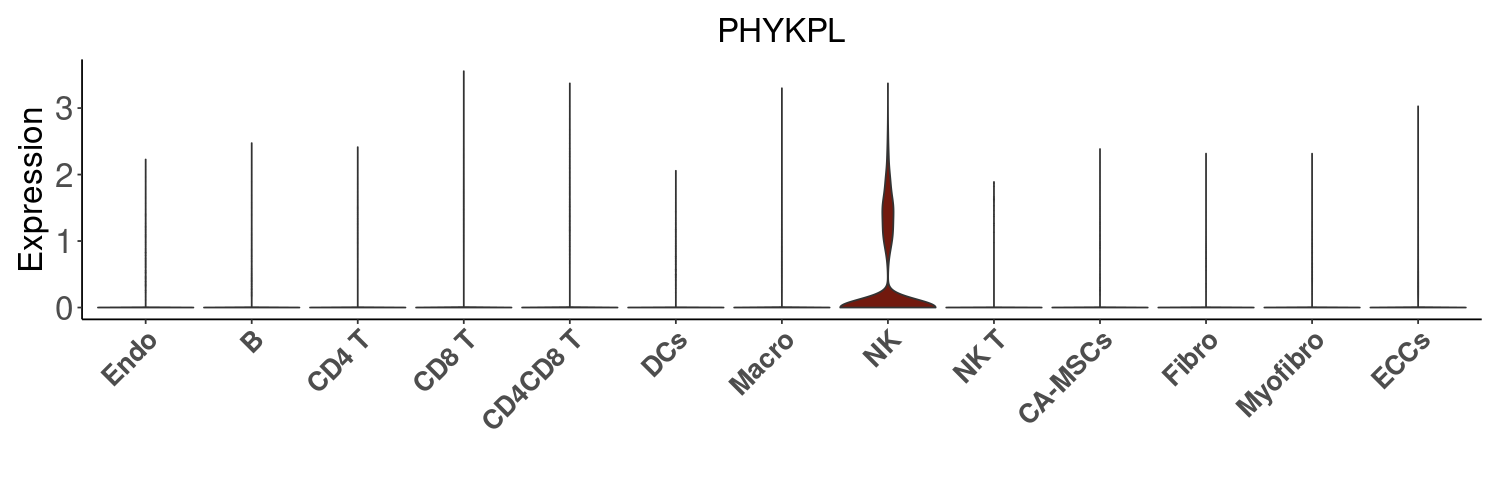 PHYKPL
Expression
3
2
1
0
Endo
B
CD4 T
CD8 T
CD4CD8 T
DCs
Macro
NK
NK T
CA-MSCs
Fibro
Myofibro
ECCs